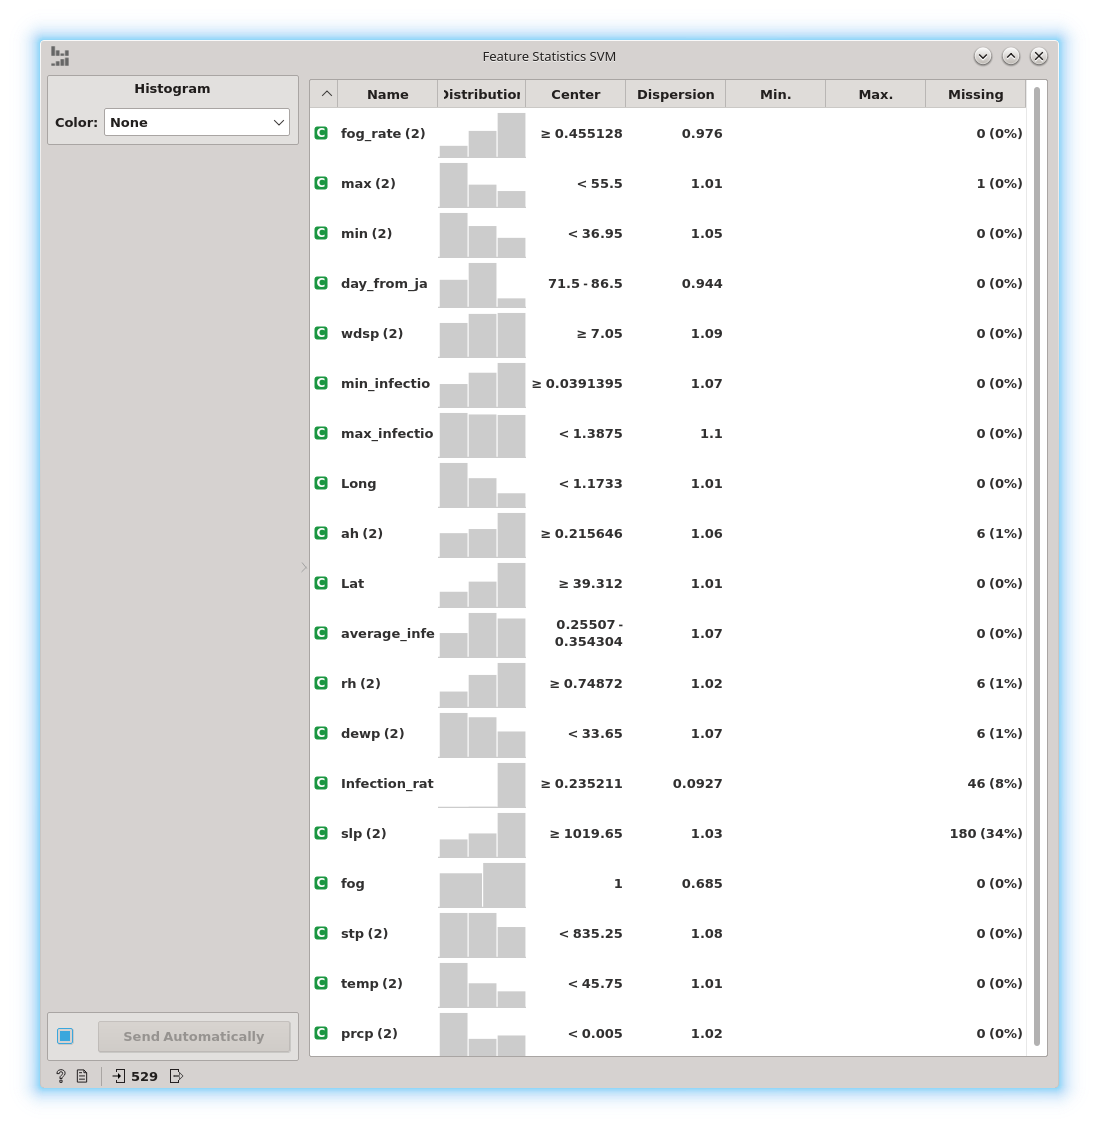 Feature Statistics SVM
Histogram
Color: None
Name Distribution Center Dispersion Min. Max. Missing
C fog_rate (2) ≥ 0.455128 0.976 0 (0%)
C max (2) < 55.5 1.01 1 (0%)
C min (2) < 36.95 1.05 0 (0%)
C day_from_ja 71.5 - 86.5 0.944 0 (0%)
C wdsp (2) ≥ 7.05 1.09 0 (0%)
C min_infectio ≥ 0.0391395 1.07 0 (0%)
C max_infectio < 1.3875 1.1 0 (0%)
C Long < 1.1733 1.01 0 (0%)
C ah (2) ≥ 0.215646 1.06 6 (1%)
C Lat ≥ 39.312 1.01 0 (0%)
C average_infe 0.25507 - 0.354304 1.07 0 (0%)
C rh (2) ≥ 0.74872 1.02 6 (1%)
C dewp (2) < 33.65 1.07 6 (1%)
C Infection_rat ≥ 0.235211 0.0927 46 (8%)
C slp (2) ≥ 1019.65 1.03 180 (34%)
C fog 1 0.685 0 (0%)
C stp (2) < 835.25 1.08 0 (0%)
C temp (2) < 45.75 1.01 0 (0%)
C prcp (2) < 0.005 1.02 0 (0%)
Send Automatically
? 529